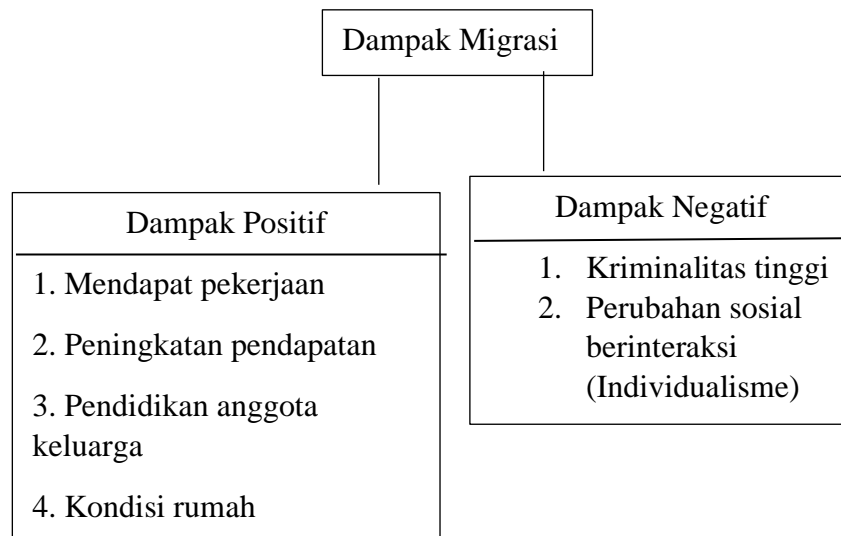 Dampak Migrasi
Dampak Positif
1. Mendapat pekerjaan
2. Peningkatan pendapatan
3. Pendidikan anggota
keluarga
4. Kondisi rumah
Dampak Negatif
1. Kriminalitas tinggi
2. Perubahan sosial
berinteraksi
(Individualisme)